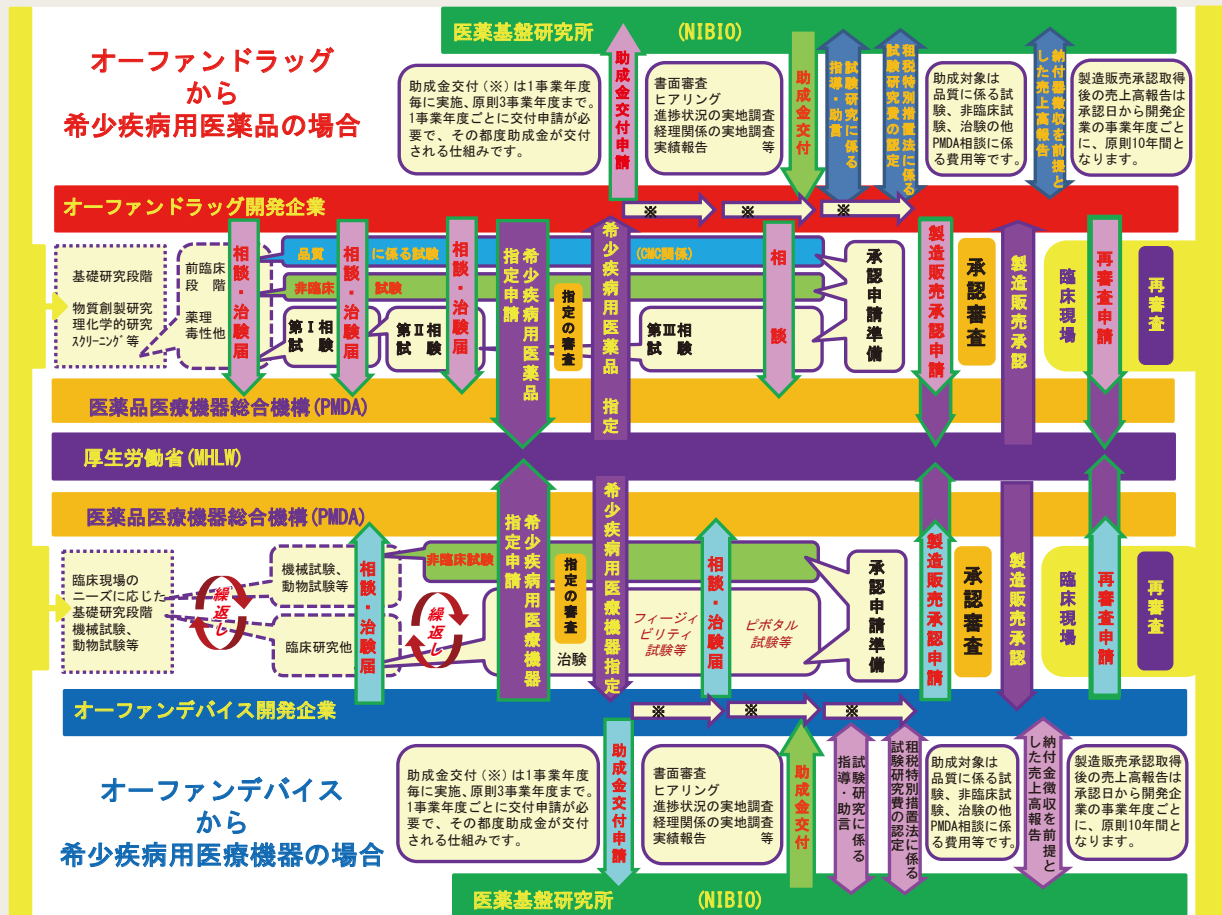 医薬基盤研究所 (NIBIO)
オーファンドラッグ
から
希少疾病用医薬品の場合
助成金交付(※)は1事業年度
毎に実施、原則3事業年度まで。
1事業年度ごとに交付申請が必
要で、その都度助成金が交付
される仕組みです。
助成金交付申請
書面審査
ヒアリング
進捗状況の実地調査
経理関係の実地調査
実績報告 等
助成金交付
試験研究に係る
指導・助言
租税特別措置法に係る
試験研究費の認定
助成対象は
品質に係る試
験、非臨床試
験、治験の他
PMDA相談に係
る費用等です。
納付金徴収を前提と
した売上高報告
製造販売承認取得
後の売上高報告は
承認日から開発企
業の事業年度ごと
に、原則10年間と
なります。
オーファンドラッグ開発企業
※
※
※
基礎研究段階
物質創製研究
理化学的研究
スクリーニング等
前臨床
段 階
薬理
毒性他
相談・治験届
品質
相談・治験届
に係る試験
相談・治験届
(CMC関係)
非臨床
試験
第Ⅰ相
試 験
第Ⅱ相
試 験
希少疾病用医薬品
指定申請
指定の審査
希少疾病用医薬品 指定
第Ⅲ相
試 験
相 談
承認申請準備
製造販売承認申請
承認審査
製造販売承認
臨床現場
再審査申請
再審査
医薬品医療機器総合機構(PMDA)
厚生労働省(MHLW)
医薬品医療機器総合機構(PMDA)
臨床現場の
ニーズに応じた
基礎研究段階
機械試験、
動物試験等
繰返し
機械試験、
動物試験等
臨床研究他
相談・治験届
繰返し
非臨床試験
希少疾病用医療機器
指定申請
指定の審査
治験
希少疾病用医療機器指定
フィージィ
ビリティ
試験等
相談・治験届
ピボタル
試験等
承認申請準備
製造販売承認申請
承認審査
製造販売承認
臨床現場
再審査申請
再審査
オーファンデバイス開発企業
※
※
※
オーファンデバイス
から
希少疾病用医療機器の場合
助成金交付(※)は1事業年度
毎に実施、原則3事業年度まで。
1事業年度ごとに交付申請が必
要で、その都度助成金が交付
される仕組みです。
助成金交付申請
書面審査
ヒアリング
進捗状況の実地調査
経理関係の実地調査
実績報告 等
助成金交付
試験研究に係る
指導・助言
租税特別措置法に係る
試験研究費の認定
助成対象は
品質に係る試
験、非臨床試
験、治験の他
PMDA相談に係
る費用等です。
納付金徴収を前提と
した売上高報告
製造販売承認取得
後の売上高報告は
承認日から開発企
業の事業年度ごと
に、原則10年間と
なります。
医薬基盤研究所 (NIBIO)